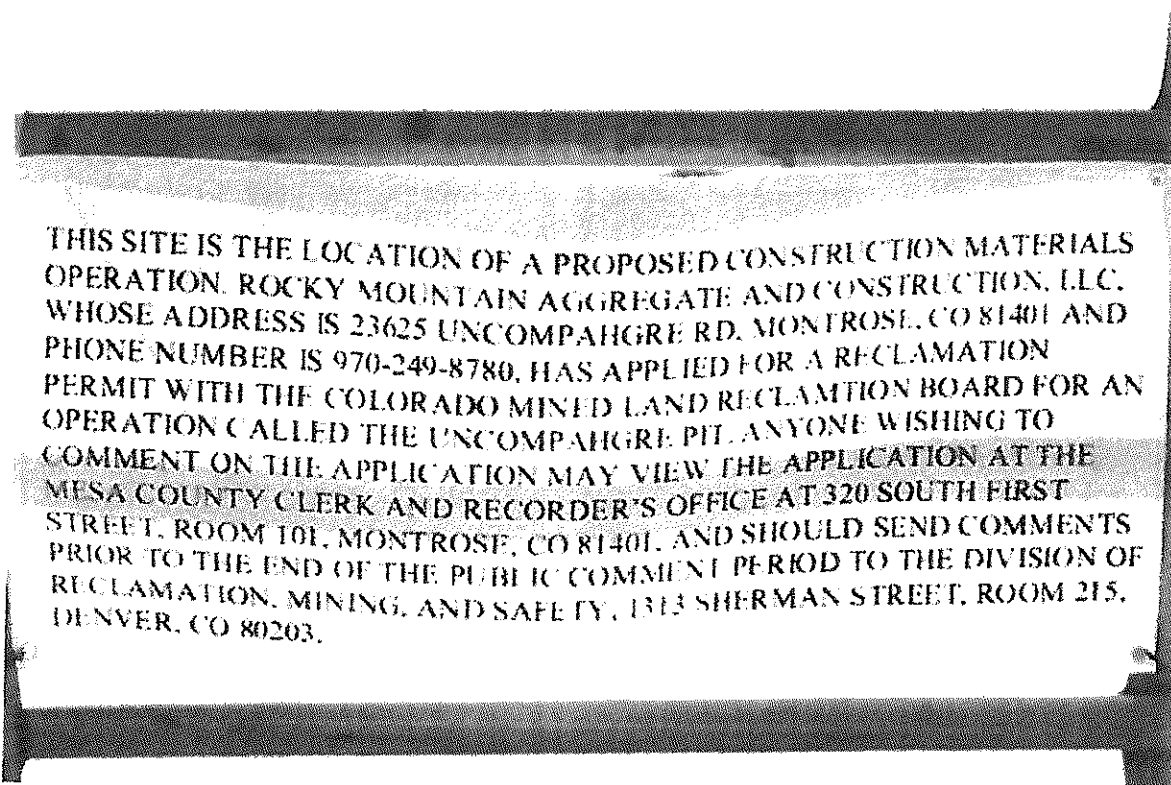 THIS SITE IS THE LOCATION OF A PROPOSED CONSTRUCTION MATERIALS
OPERATION. ROCKY MOUNTAIN AGGREGATE AND CONSTRUCTION, LLC,
WHOSE ADDRESS IS 23625 UNCOMPAHGRE RD, MONTROSE, CO 81401 AND
PHONE NUMBER IS 970-249-8780, HAS APPLIED FOR A RECLAMATION
PERMIT WITH THE COLORADO MINED LAND RECLAMTION BOARD FOR AN
OPERATION CALLED THE UNCOMPAHGRE PIT. ANYONE WISHING TO
COMMENT ON THE APPLICATION MAY VIEW THE APPLICATION AT THE
MESA COUNTY CLERK AND RECORDER'S OFFICE AT 320 SOUTH FIRST
STREET, ROOM 101, MONTROSE, CO 81401, AND SHOULD SEND COMMENTS
PRIOR TO THE END OF THE PUBLIC COMMENT PERIOD TO THE DIVISION OF
RECLAMATION, MINING, AND SAFETY, 1313 SHERMAN STREET, ROOM 215,
DENVER, CO 80203.